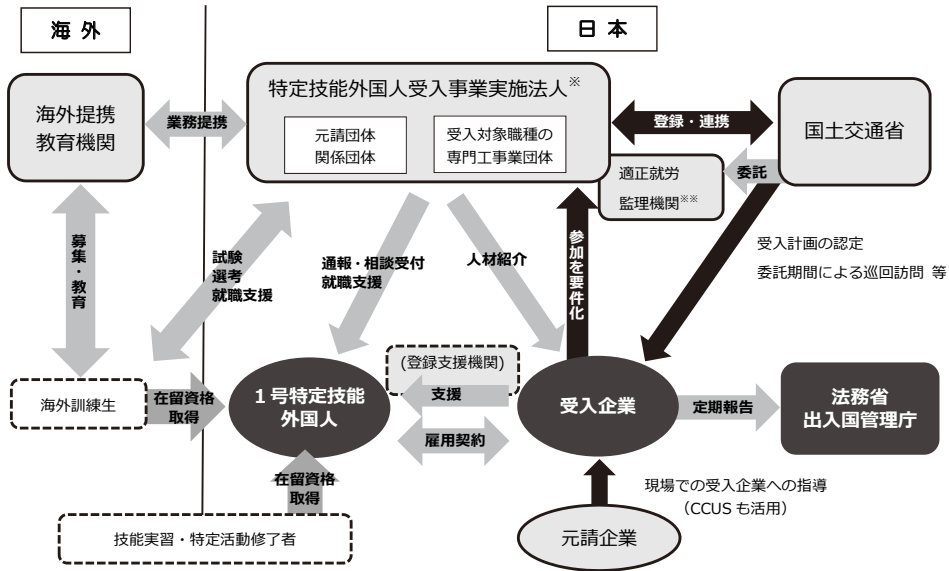 海 外
日 本
海外提携
教育機関
業務提携
特定技能外国人受入事業実施法人※
元請団体
関係団体
受入対象職種の
専門工事業団体
登録・連携
国土交通省
適正就労
監理機関※※
委託
募集・教育
試験
選考
就職支援
通報・相談受付
就職支援
人材紹介
参加を要件化
受入計画の認定
委託期間による巡回訪問 等
海外訓練生
在留資格
取得
1号特定技能
外国人
(登録支援機関)
支援
雇用契約
受入企業
定期報告
法務省
出入国管理庁
在留資格
取得
技能実習・特定活動修了者
元請企業
現場での受入企業への指導
（CCUS も活用）